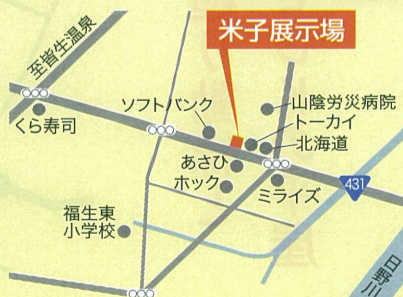 米子展示場
至皆生温泉
山陰労災病院
ソフトバンク
トーカイ
くら寿司
北海道
あさひ
ホック
ミライズ
431
福生東
小学校
日野川